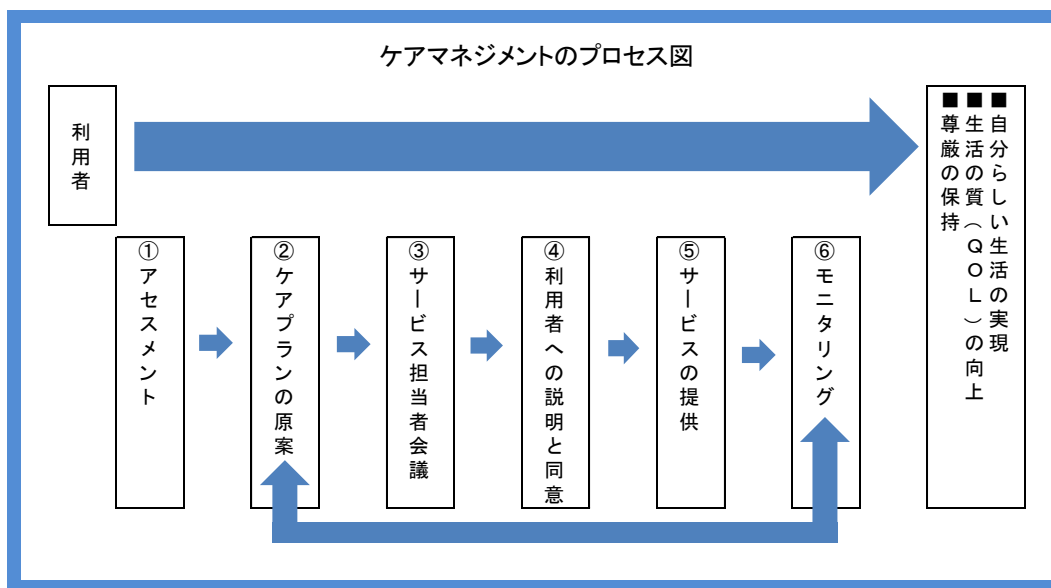 ケアマネジメントのプロセス図
利用者
■自分らしい生活の実現
■生活の質（ＱＯＬ）の向上
■尊厳の保持
①アセスメント
②ケアプランの原案
③サービス担当者会議
④利用者への説明と同意
⑤サービスの提供
⑥モニタリング